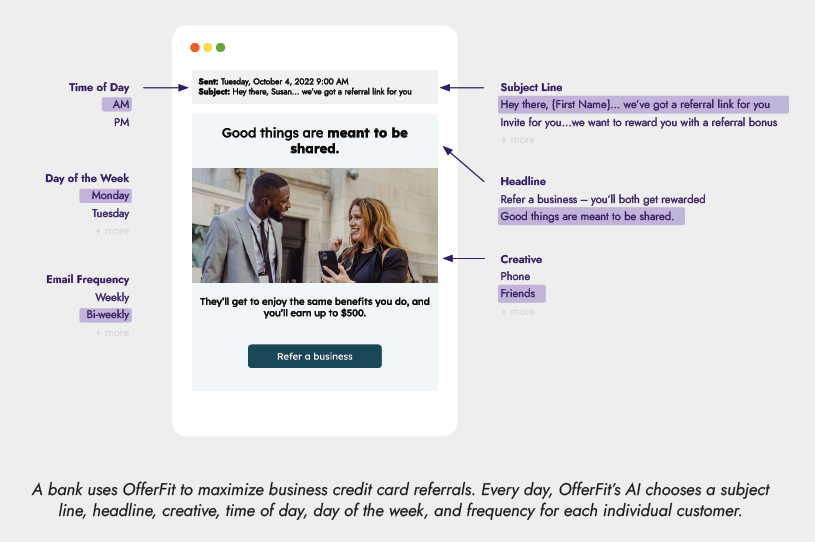 Sent: Tuesday, October 4, 2022 9:00 AM
Subject: Hey there, Susan... we've got a referral link for you
Good things are meant to be
shared.
They'll get to enjoy the same benefits you do, and
you'll earn up to $500.
Refer a business
Time of Day
AM
PM
Day of the Week
Monday
Tuesday
+ more
Email Frequency
Weekly
Bi-weekly
+ more
Subject Line
Hey there, {First Name}... we've got a referral link for you
Invite for you...we want to reward you with a referral bonus
+ more
Headline
Refer a business – you'll both get rewarded
Good things are meant to be shared.
Creative
Phone
Friends
+ more
A bank uses OfferFit to maximize business credit card referrals. Every day, OfferFit's AI chooses a subject
line, headline, creative, time of day, day of the week, and frequency for each individual customer.